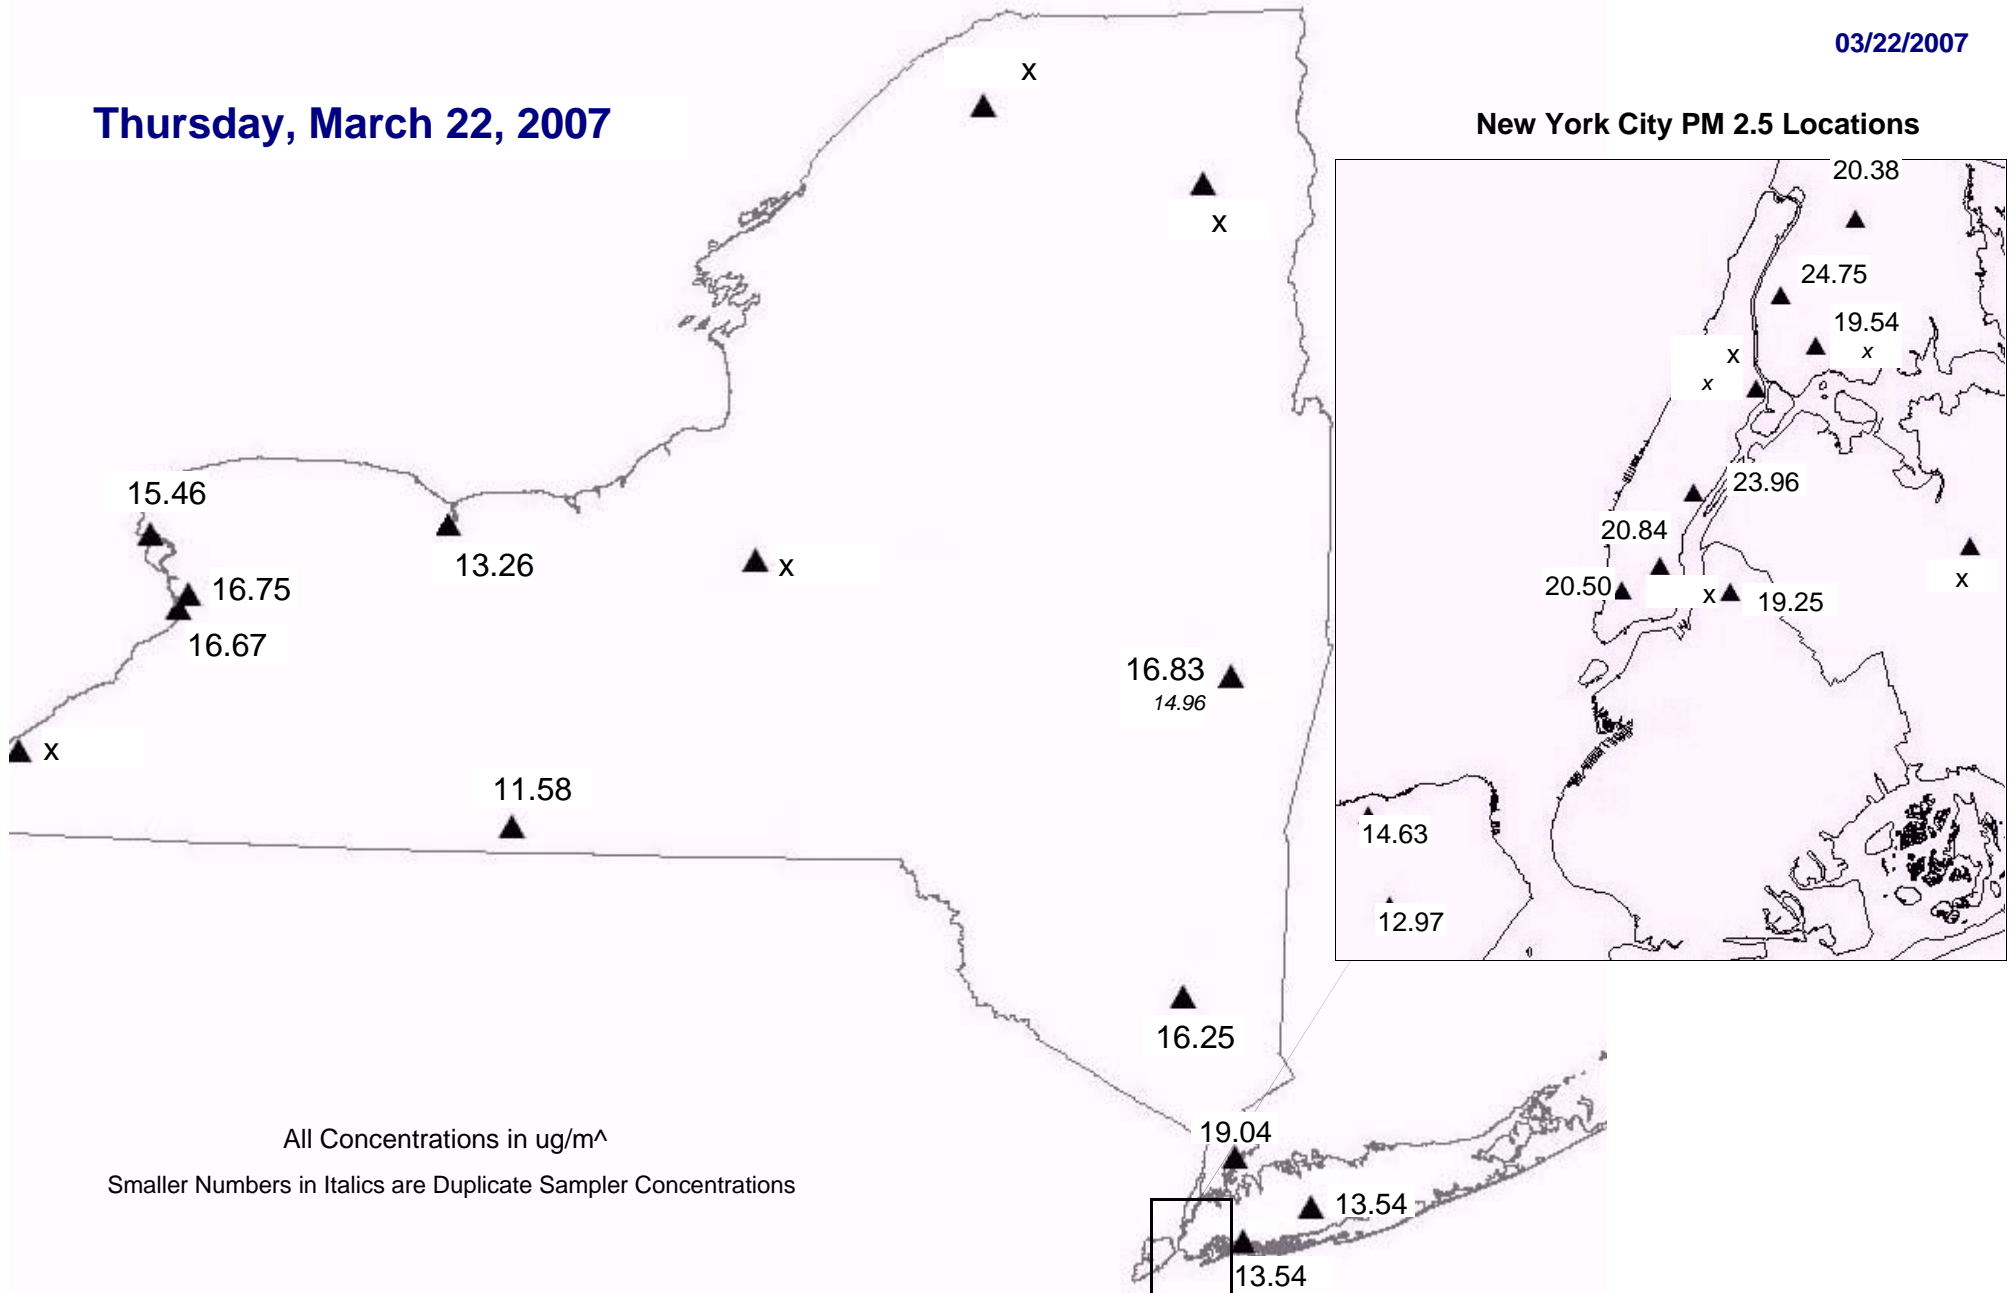 03/22/2007
Thursday, March 22, 2007
New York City PM 2.5 Locations
x
x
15.46
13.26
x
16.75
16.67
x
11.58
16.83
14.96
16.25
19.04
13.54
13.54
20.38
24.75
19.54
x
x
x
23.96
20.84
20.50
x
19.25
x
14.63
12.97
All Concentrations in ug/m^
Smaller Numbers in Italics are Duplicate Sampler Concentrations